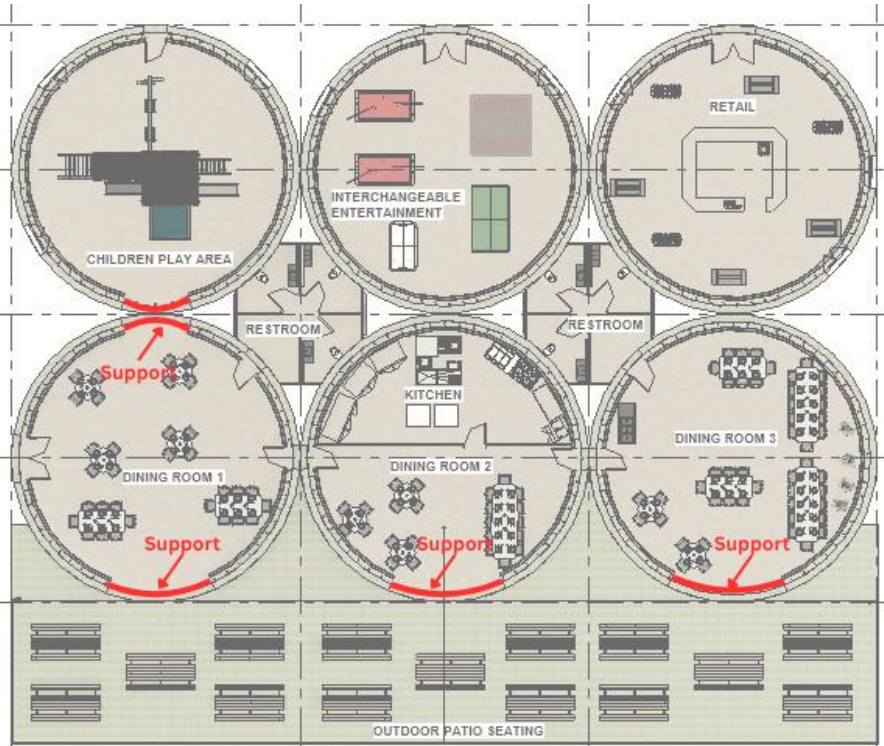 RETAIL
INTERCHANGEABLE
ENTERTAINMENT
CHILDREN PLAY AREA
RESTROOM
RESTROOM
Support
KITCHEN
DINING ROOM 1
DINING ROOM 2
DINING ROOM 3
Support
Support
Support
OUTDOOR PATIO SEATING